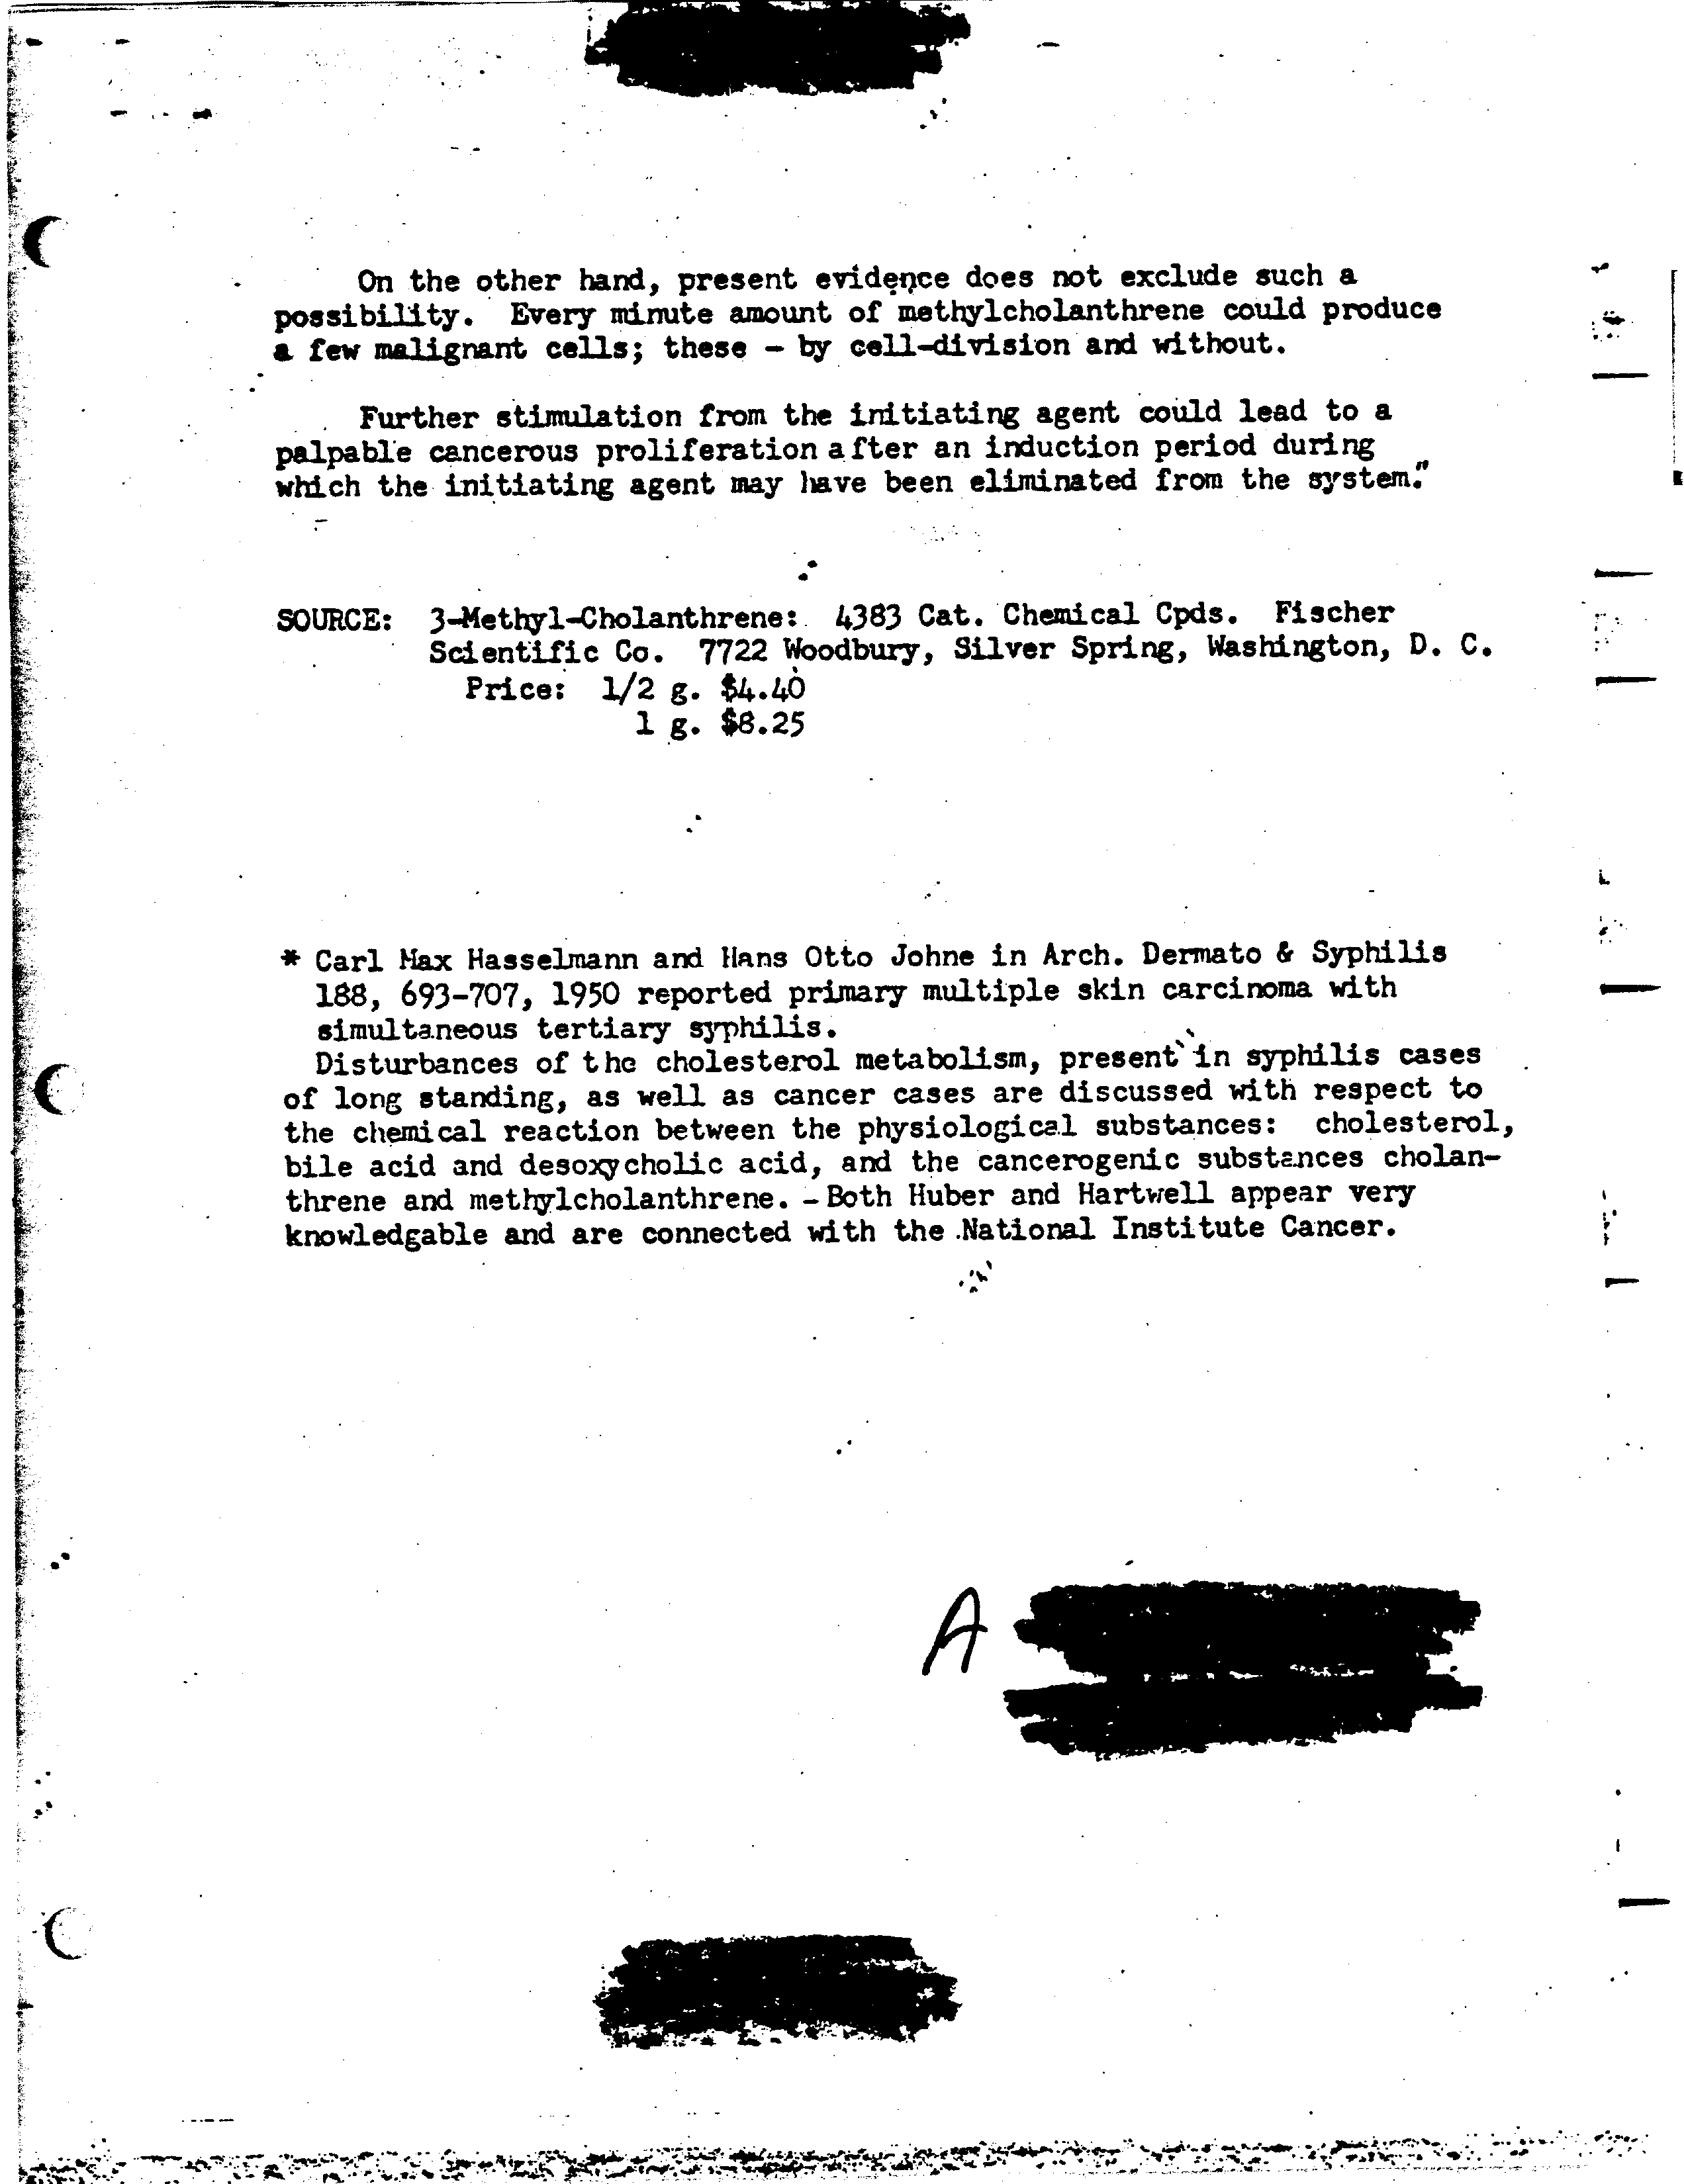 On the other hand, present evidence does not exclude such a
possibility. Every minute amount of methylcholanthrene could produce
a few malignant cells; these - by cell-division and without.
Further stimulation from the initiating agent could lead to a
palpable cancerous proliferation after an induction period during
which the initiating agent may have been eliminated from the system."
SOURCE: 3-Methyl-Cholanthrene: 4383 Cat. Chemical Cpds. Fischer
Scientific Co. 7722 Woodbury, Silver Spring, Washington, D. C.
Price: 1/2 g. $4.40
1 g. $8.25
* Carl Max Hasselmann and Hans Otto Johne in Arch. Dermato & Syphilis
188, 693-707, 1950 reported primary multiple skin carcinoma with
simultaneous tertiary syphilis.
Disturbances of the cholesterol metabolism, present in syphilis cases
of long standing, as well as cancer cases are discussed with respect to
the chemical reaction between the physiological substances: cholesterol,
bile acid and desoxycholic acid, and the cancerogenic substances cholan-
threne and methylcholanthrene. - Both Huber and Hartwell appear very
knowledgable and are connected with the National Institute Cancer.
A